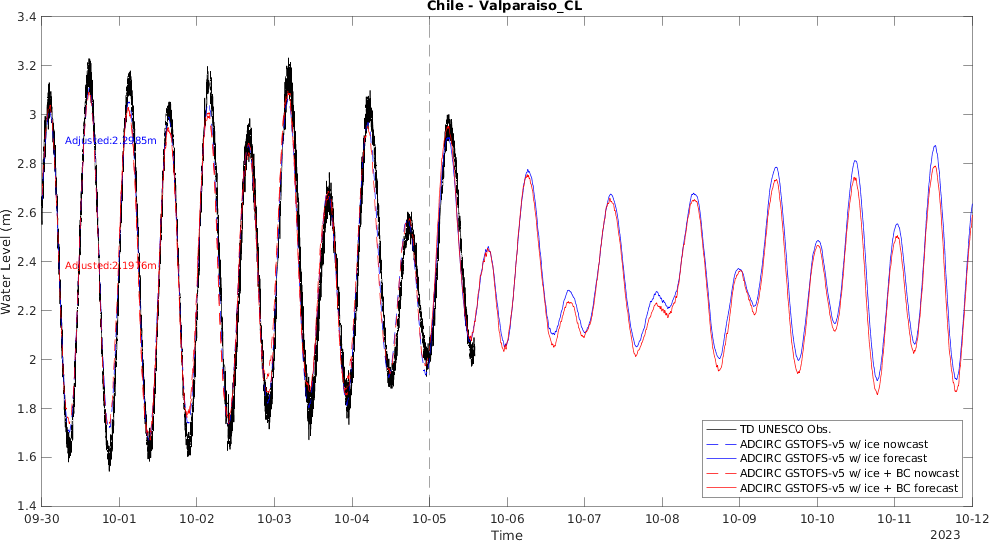 Chile - Valparaiso_CL
3.4
3.2
3
2.8
2.6
2.4
2.2
2
1.8
1.6
1.4
Water Level (m)
Adjusted:2.2985m
Adjusted:2.1976m
TD UNESCO Obs.
ADCIRC GSTOFS-v5 w/ ice nowcast
ADCIRC GSTOFS-v5 w/ ice forecast
ADCIRC GSTOFS-v5 w/ ice + BC nowcast
ADCIRC GSTOFS-v5 w/ ice + BC forecast
09-30 10-01 10-02 10-03 10-04 10-05 10-06 10-07 10-08 10-09 10-10 10-11 10-12
Time
2023